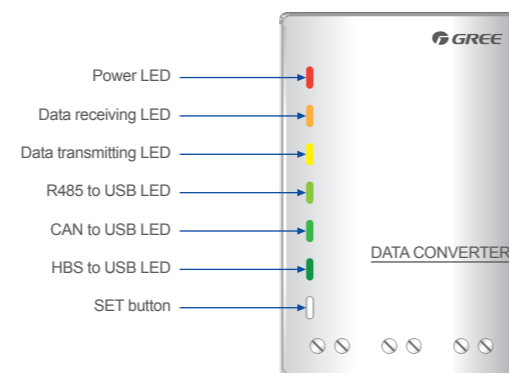 GREE
Power LED
Data receiving LED
Data transmitting LED
R485 to USB LED
CAN to USB LED
DATA CONVERTER
HBS to USB LED
SET button